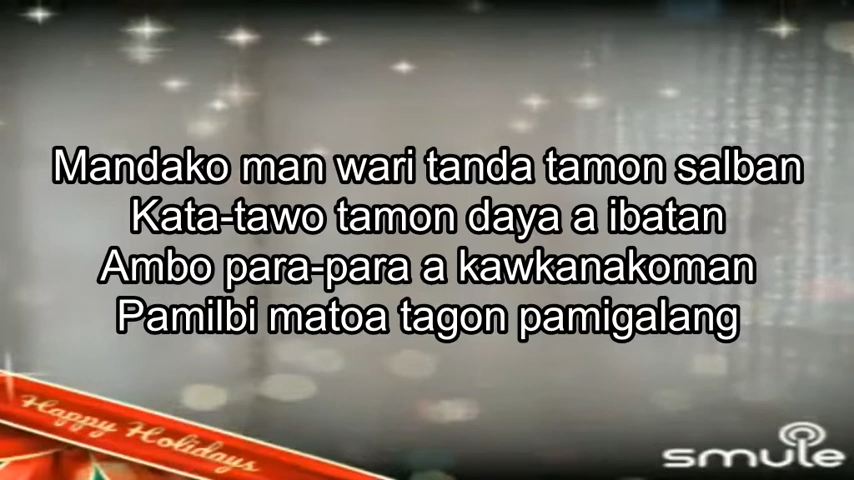 Mandako man wari tanda tamon salban
Kata-tawo tamon daya a ibatan
Ambo para-para a kawkanakoman
Pamilbi matoa tagon pamigalang
Happy Holidays
smule